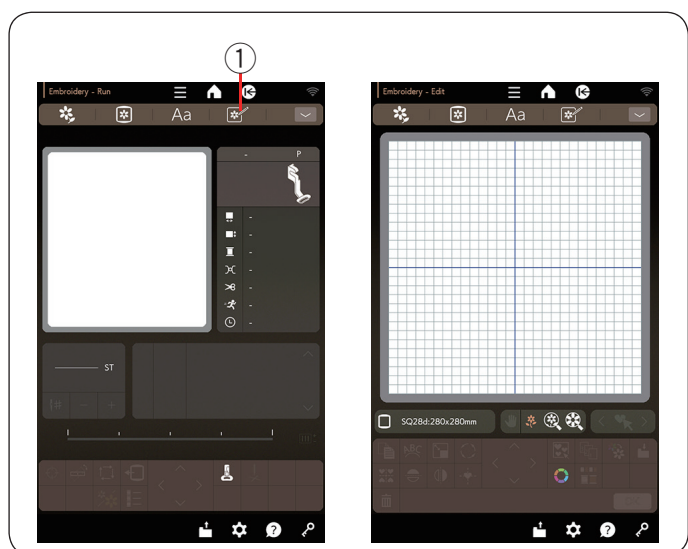 ①
Embroidery - Run
Aa
- P
-
-
-
-
-
-
-
ST
Embroidery - Edit
Aa
SQ28d:280x280mm